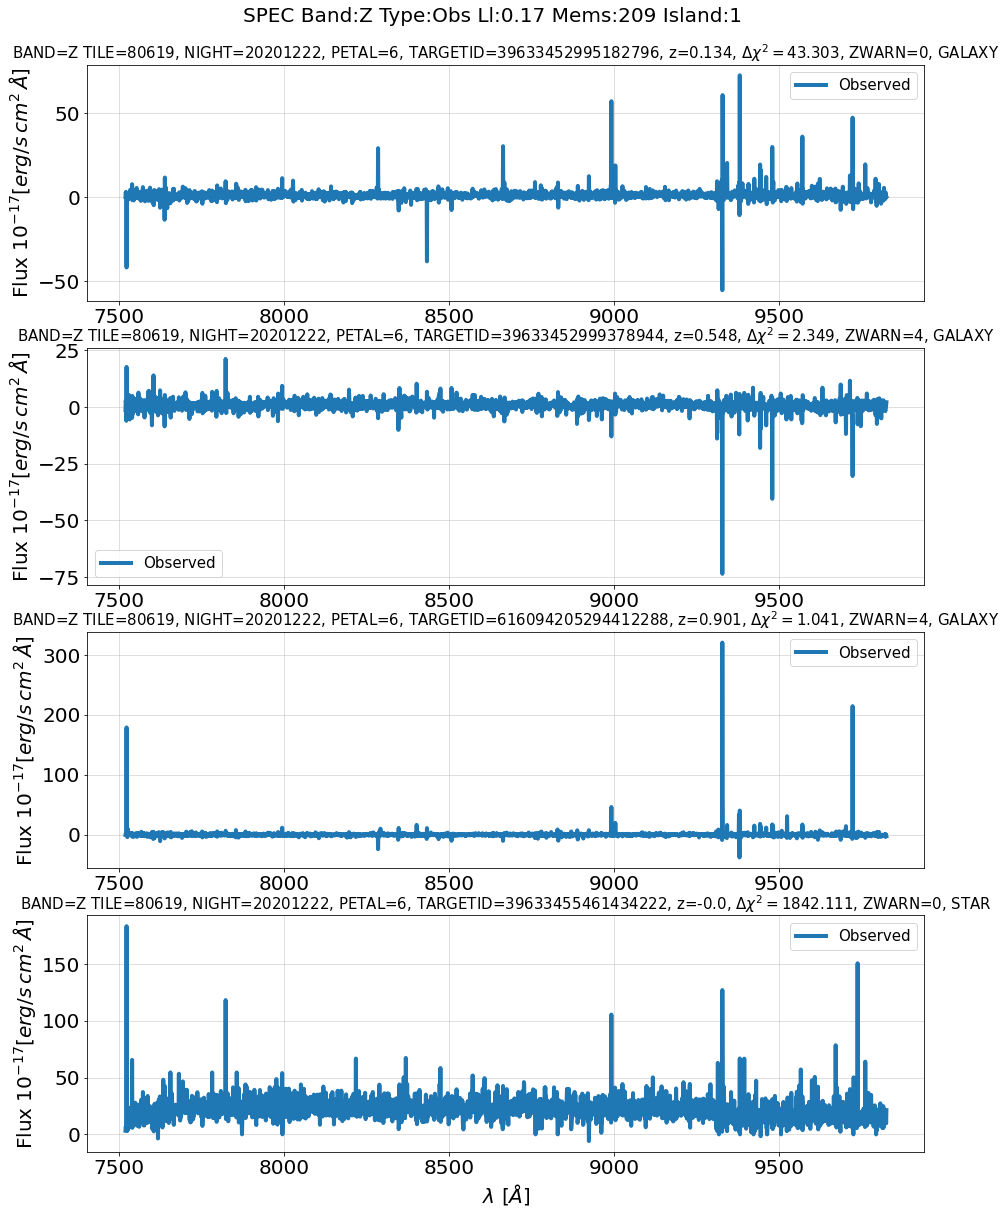 SPEC Band:Z Type:Obs Ll:0.17 Mems:209 Island:1
BAND=Z TILE=80619, NIGHT=20201222, PETAL=6, TARGETID=39633452995182796, z=0.134, Δχ²=43.303, ZWARN=0, GALAXY
Observed
50
0
−50
Flux 10⁻¹⁷[erg/s cm² Å]
7500 8000 8500 9000 9500
BAND=Z TILE=80619, NIGHT=20201222, PETAL=6, TARGETID=39633452999378944, z=0.548, Δχ²=2.349, ZWARN=4, GALAXY
25
0
−25
−50
−75
Flux 10⁻¹⁷[erg/s cm² Å]
Observed
7500 8000 8500 9000 9500
BAND=Z TILE=80619, NIGHT=20201222, PETAL=6, TARGETID=616094205294412288, z=0.901, Δχ²=1.041, ZWARN=4, GALAXY
Observed
300
200
100
0
Flux 10⁻¹⁷[erg/s cm² Å]
7500 8000 8500 9000 9500
BAND=Z TILE=80619, NIGHT=20201222, PETAL=6, TARGETID=39633455461434222, z=-0.0, Δχ²=1842.111, ZWARN=0, STAR
Observed
150
100
50
0
Flux 10⁻¹⁷[erg/s cm² Å]
7500 8000 8500 9000 9500
λ [Å]